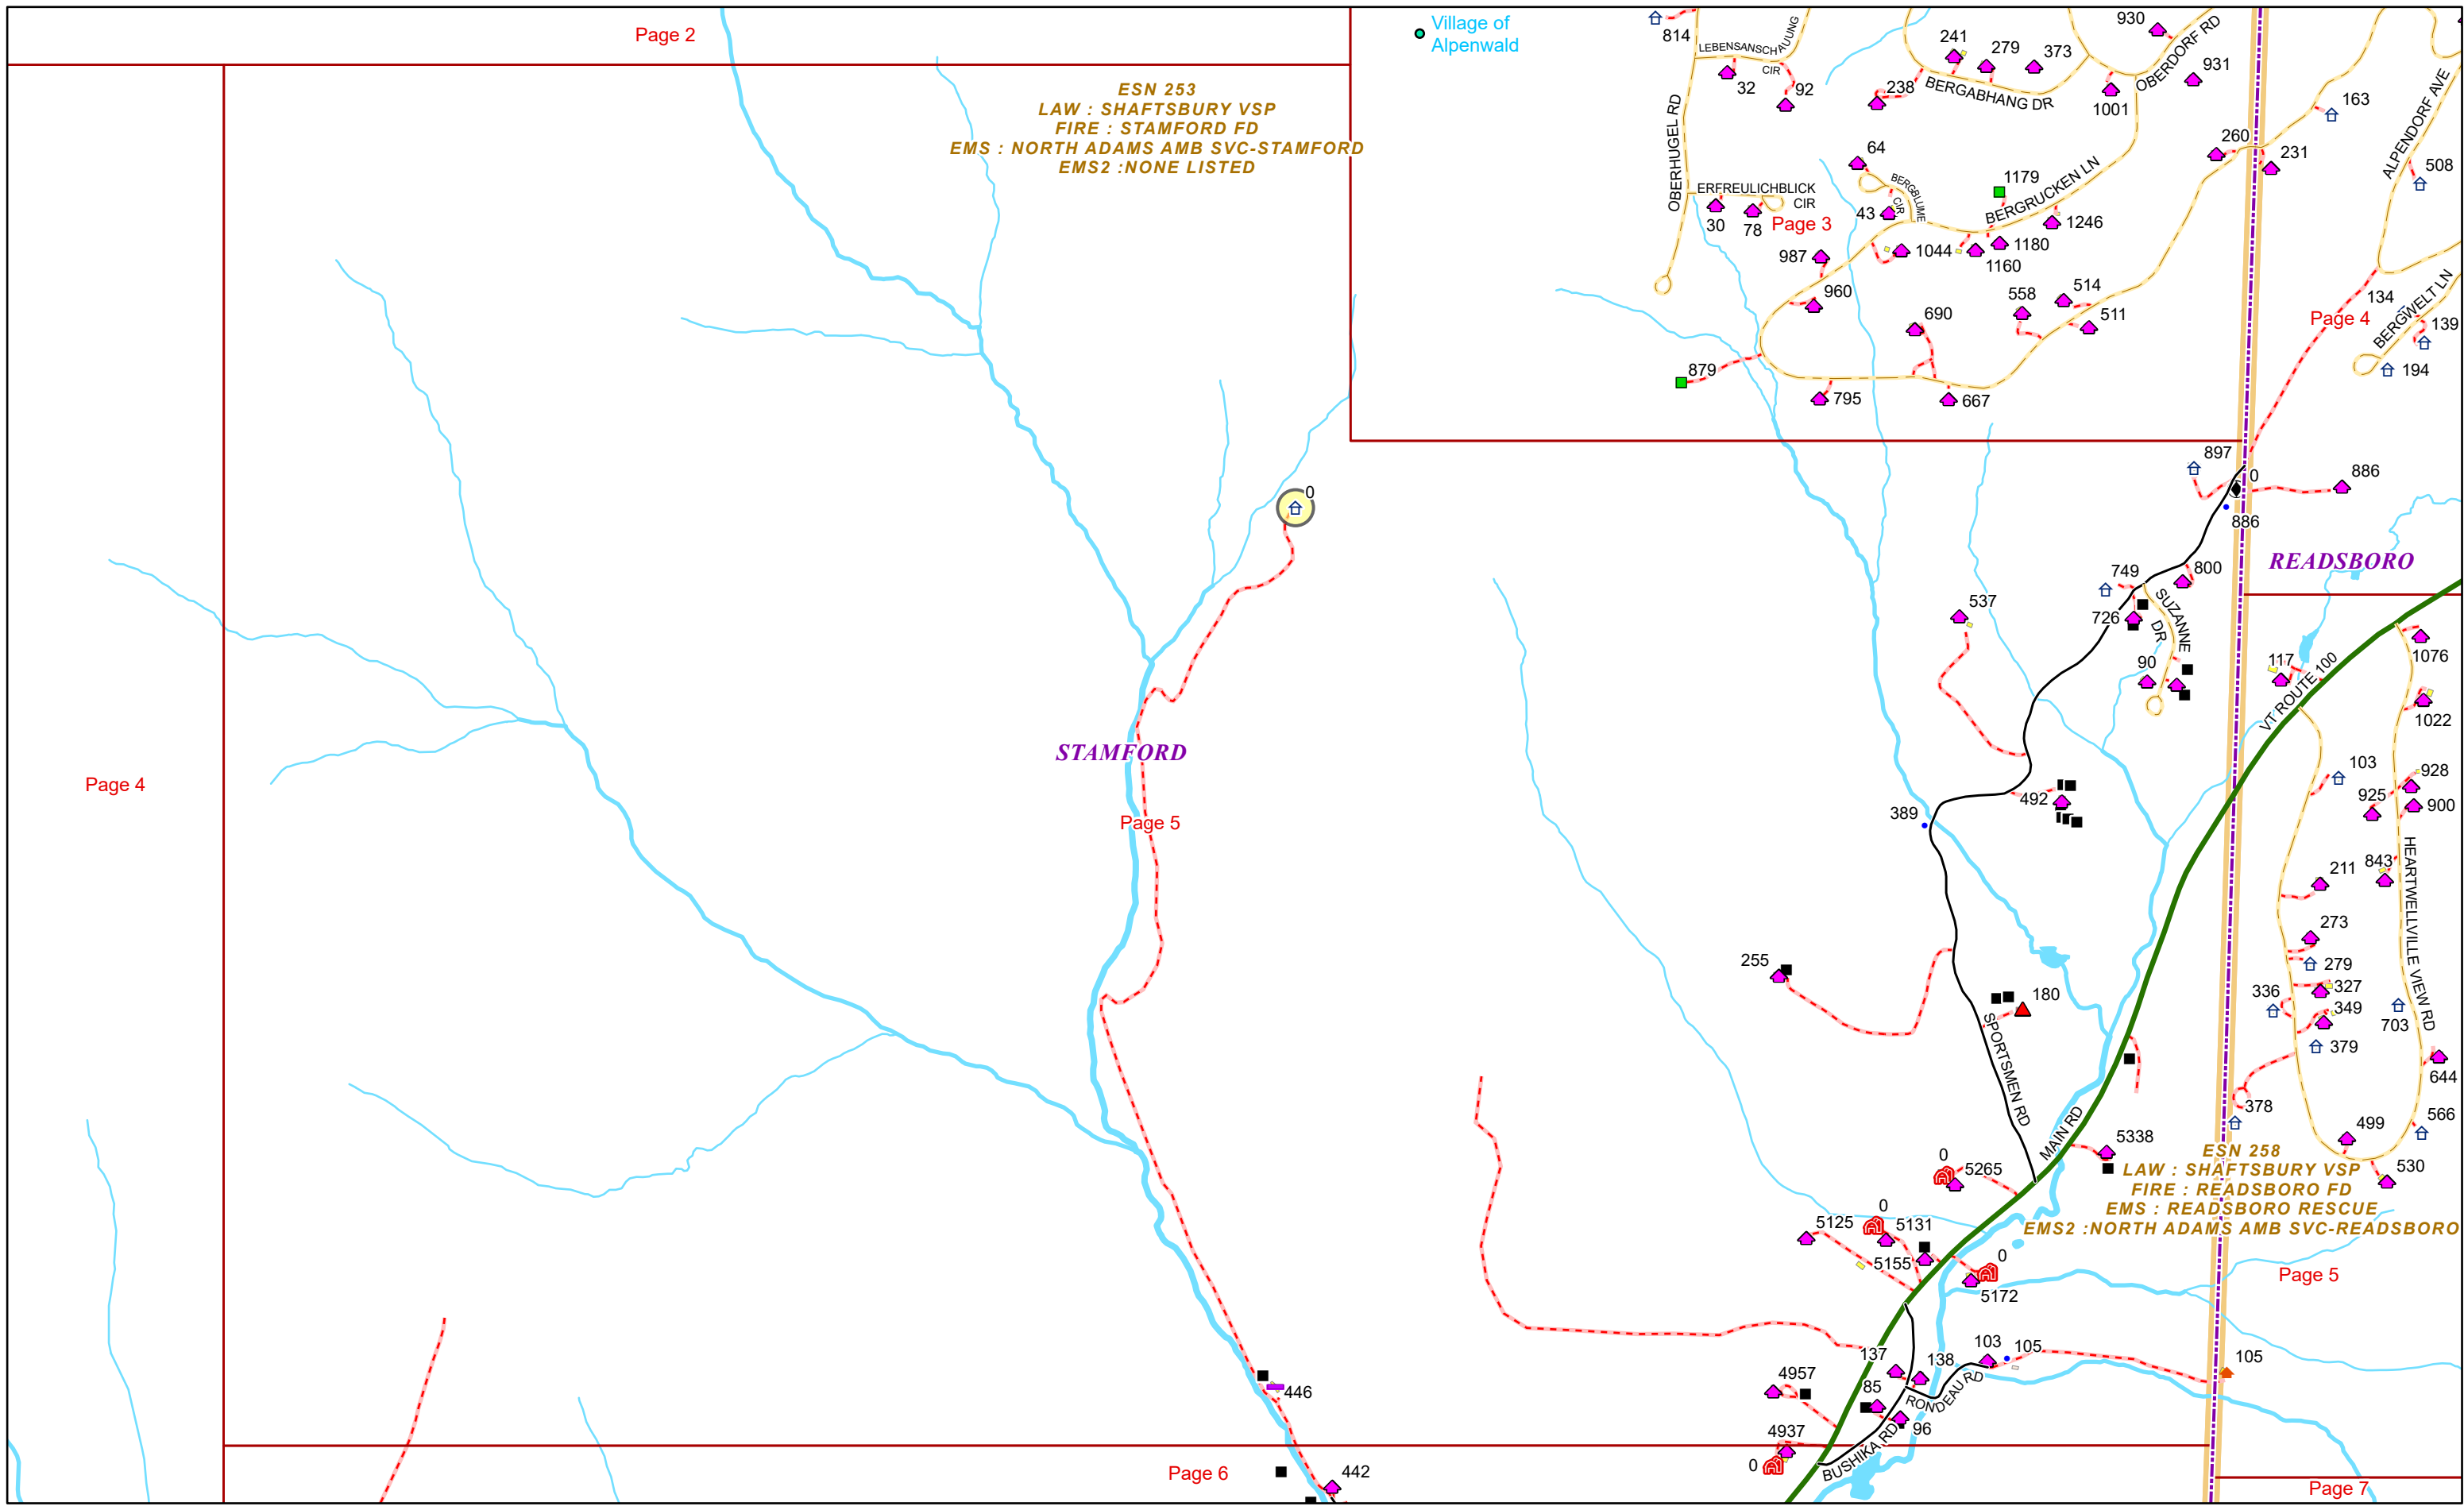 Page 2
Village of
Alpenwald
ESN 253
LAW : SHAFTSBURY VSP
FIRE : STAMFORD FD
EMS : NORTH ADAMS AMB SVC-STAMFORD
EMS2 :NONE LISTED
814
LEBENSANSCHAUUNG
CIR
32
92
OBERHUGEL RD
241
279
373
238
BERGABHANG DR
930
OBERDORF RD
931
1001
163
260
231
ALPENDORF AVE
508
64
ERFREULICHBLICK
CIR
30
78
Page 3
43
BERGBLUME
CIR
1179
BERGRUCKEN LN
1246
1180
1044
1160
987
960
690
558
514
511
879
795
667
134
Page 4
BERGWELT LN
139
194
897
0
886
886
0
READSBORO
749
800
726
SUZANNE
DR
90
537
117
VT ROUTE 100
1076
1022
STAMFORD
Page 4
Page 5
389
492
103
928
925
900
HEARTWELLVILLE VIEW RD
211
843
273
279
327
336
349
703
379
255
180
SPORTSMEN RD
644
378
566
499
530
MAIN RD
5338
0
5265
ESN 258
LAW : SHAFTSBURY VSP
FIRE : READSBORO FD
EMS : READSBORO RESCUE
EMS2 :NORTH ADAMS AMB SVC-READSBORO
5125
0
5131
5155
0
5172
Page 5
137
138
103
105
105
4957
85
RONDEAU RD
96
446
4937
BUSHIKA RD
0
Page 6
442
Page 7